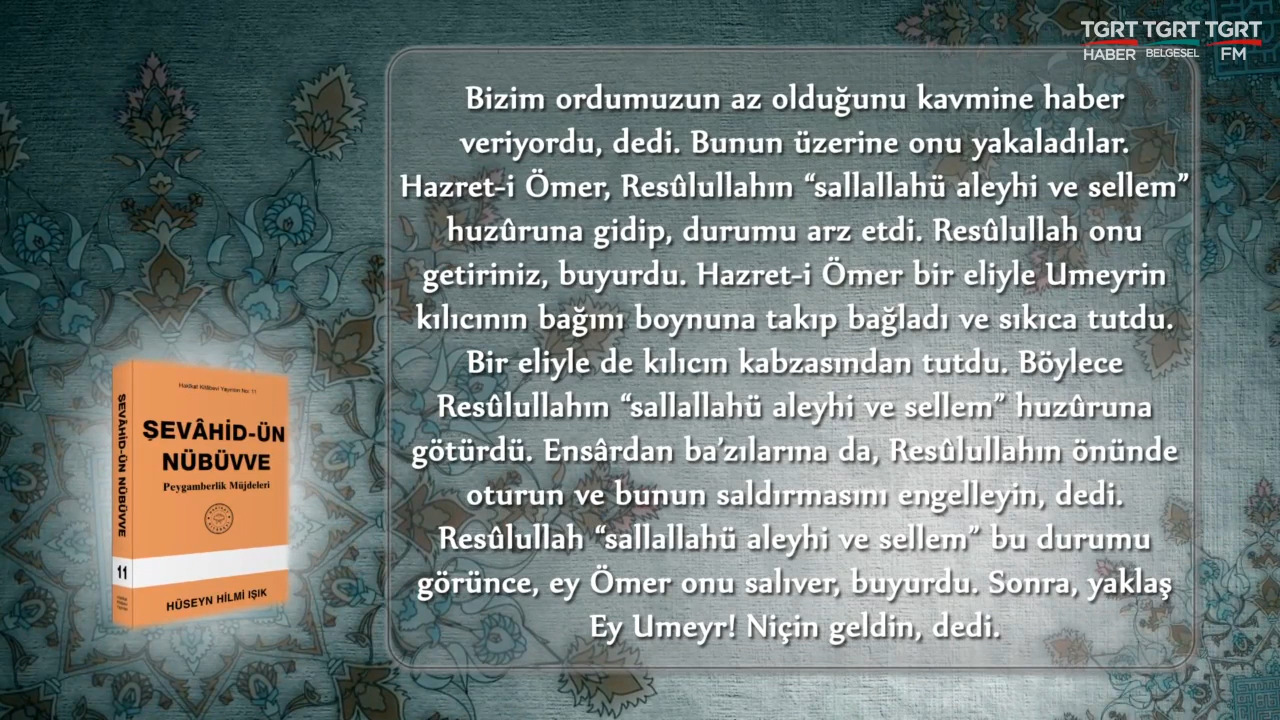 TGRT TGRT TGRT
HABER BELGESEL FM
Bizim ordumuzun az olduğunu kavmine haber
veriyordu, dedi. Bunun üzerine onu yakaladılar.
Hazret-i Ömer, Resûlullahın “sallallahü aleyhi ve sellem”
huzûruna gidip, durumu arz etdi. Resûlullah onu
getiriniz, buyurdu. Hazret-i Ömer bir eliyle Umeyrin
kılıcının bağını boynuna takıp bağladı ve sıkıca tutdu.
Bir eliyle de kılıcın kabzasından tutdu. Böylece
Resûlullahın “sallallahü aleyhi ve sellem” huzûruna
götürdü. Ensârdan ba’zılarına da, Resûlullahın önünde
oturun ve bunun saldırmasını engelleyin, dedi.
Resûlullah “sallallahü aleyhi ve sellem” bu durumu
görünce, ey Ömer onu salıver, buyurdu. Sonra, yaklaş
Ey Umeyr! Niçin geldin, dedi.
Hakîkat Kitâbevi Yayınları No: 11
ŞEVÂHİD-ÜN
NÜBÜVVE
Peygamberlik Müjdeleri
HÜSEYN HİLMİ IŞIK
ŞEVÂHİD-ÜN NÜBÜVVE
11